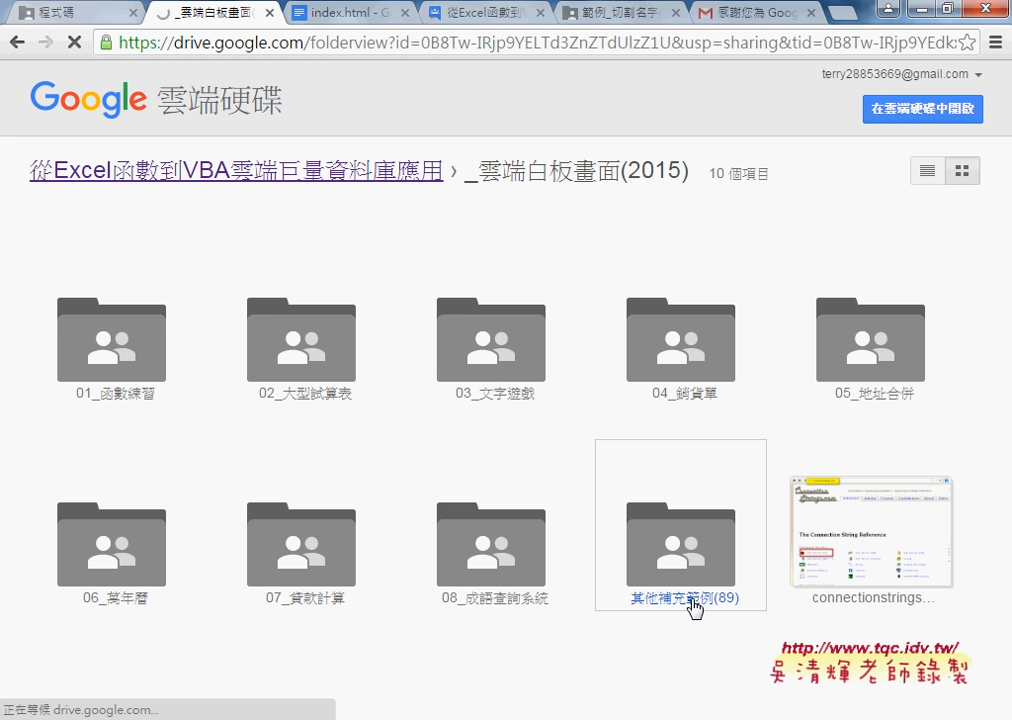 程式碼
_雲端白板畫面(
index.html - G
從Excel函數到V
範例_切割名字
感謝您為 Goog
https://drive.google.com/folderview?id=0B8Tw-IRjp9YELTd3ZnZTdUlzZ1U&usp=sharing&tid=0B8Tw-IRjp9YEdk
terry28853669@gmail.com
Google 雲端硬碟
在雲端硬碟中開啟
從Excel函數到VBA雲端巨量資料庫應用 › _雲端白板畫面(2015) 10 個項目
01_函數練習
02_大型試算表
03_文字遊戲
04_銷貨單
05_地址合併
Connection
Strings.com
The Connection String Reference
06_萬年曆
07_貸款計算
08_成語查詢系統
其他補充範例(89)
connectionstrings…
http://www.tqc.idv.tw/
吳清輝老師錄製
正在等候 drive.google.com...